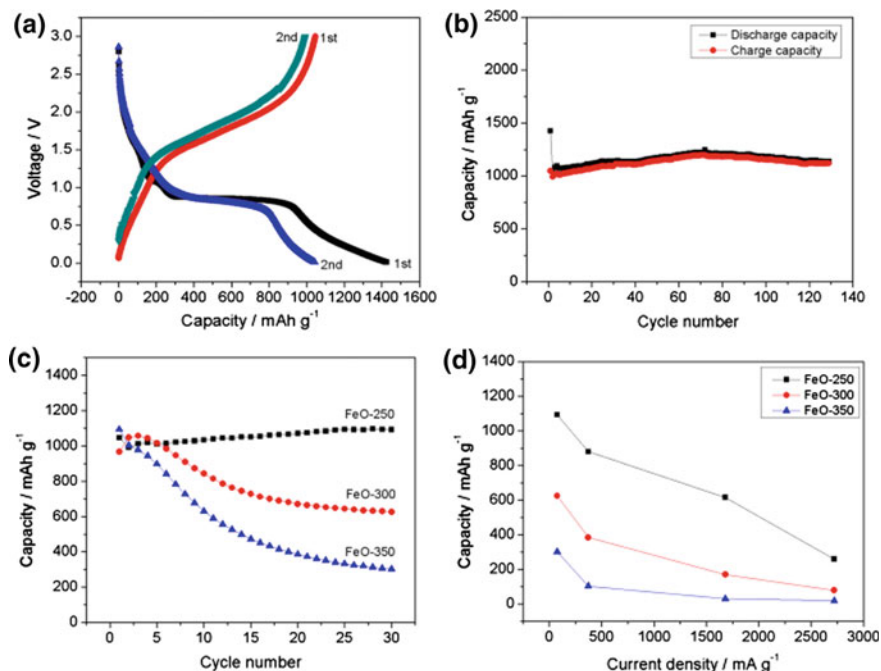 (a)
Voltage / V
3.0
2.5
2.0
1.5
1.0
0.5
0.0
2nd
1st
2nd
1st
-200 0 200 400 600 800 1000 1200 1400 1600
Capacity / mAh g-1
(b)
Capacity / mAh g-1
2500
2000
1500
1000
500
0
Discharge capacity
Charge capacity
0 20 40 60 80 100 120 140
Cycle number
(c)
Capacity / mAh g-1
1400
1200
1000
800
600
400
200
0
FeO-250
FeO-300
FeO-350
0 5 10 15 20 25 30
Cycle number
(d)
Capacity / mAh g-1
1400
1200
1000
800
600
400
200
0
FeO-250
FeO-300
FeO-350
0 500 1000 1500 2000 2500 3000
Current density / mA g-1